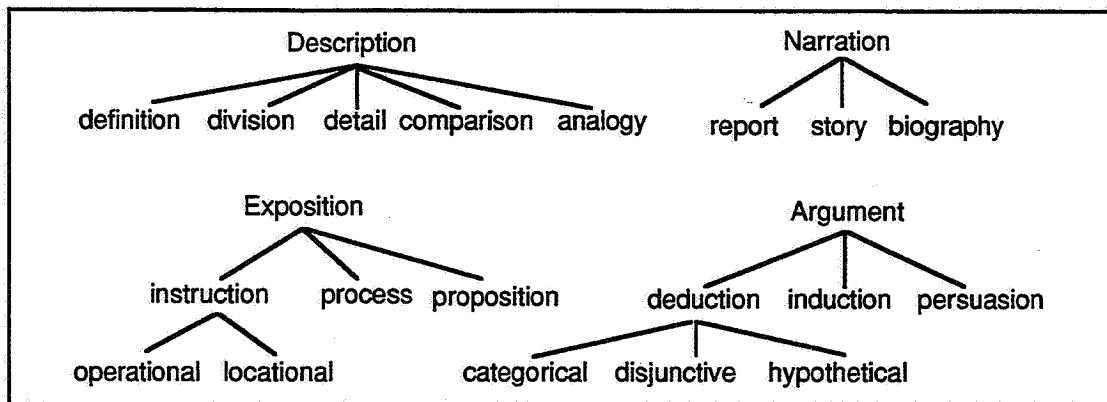 Description
definition division detail comparison analogy
Narration
report story biography
Exposition
instruction process proposition
operational locational
Argument
deduction induction persuasion
categorical disjunctive hypothetical